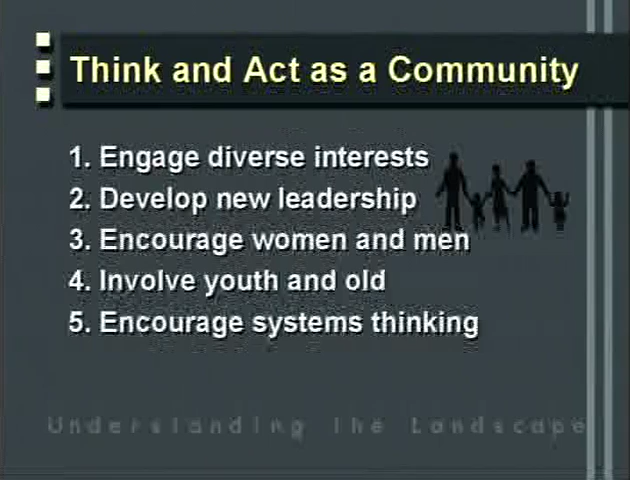 Think and Act as a Community
1. Engage diverse interests
2. Develop new leadership
3. Encourage women and men
4. Involve youth and old
5. Encourage systems thinking
Understanding the Landscape